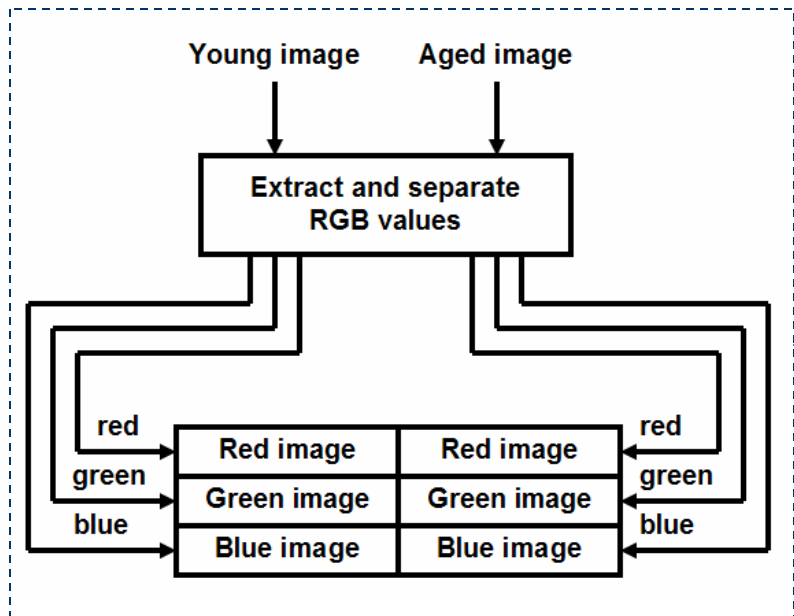 Young image
Aged image
Extract and separate
RGB values
red
Red image
Red image
red
green
Green image
Green image
green
blue
Blue image
Blue image
blue